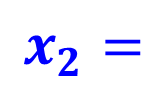 x₂ =